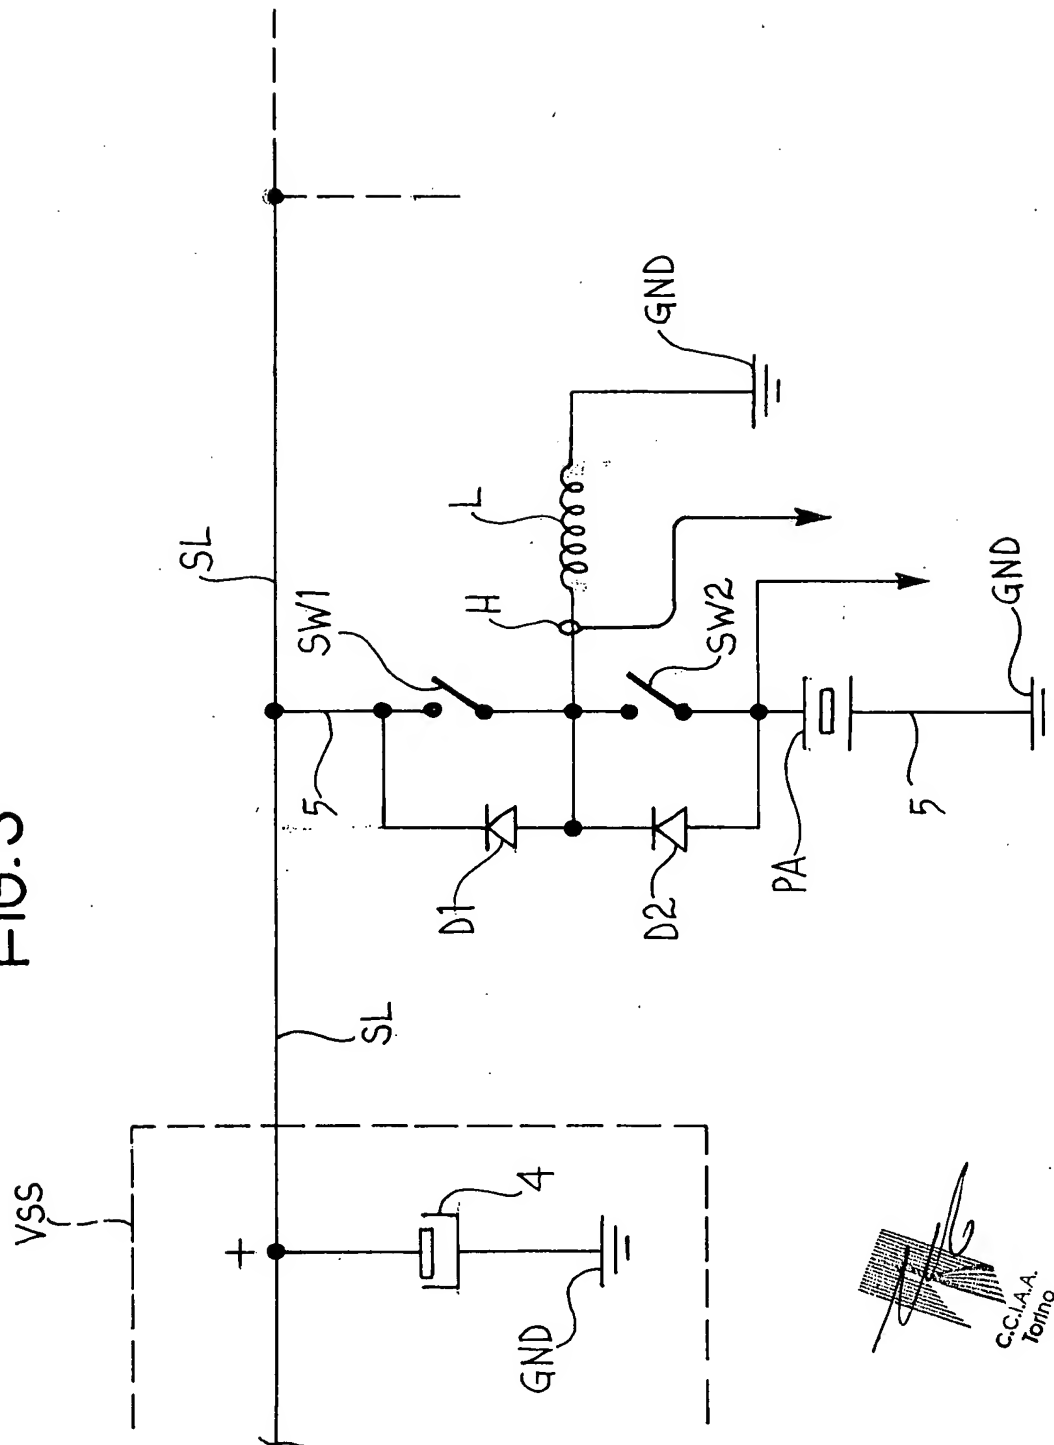 FIG. 3
VSS
+
4
GND
SL
SL
5
SW1
D1
H
L
GND
SW2
D2
PA
5
GND
C.C.I.A.A.
Torino